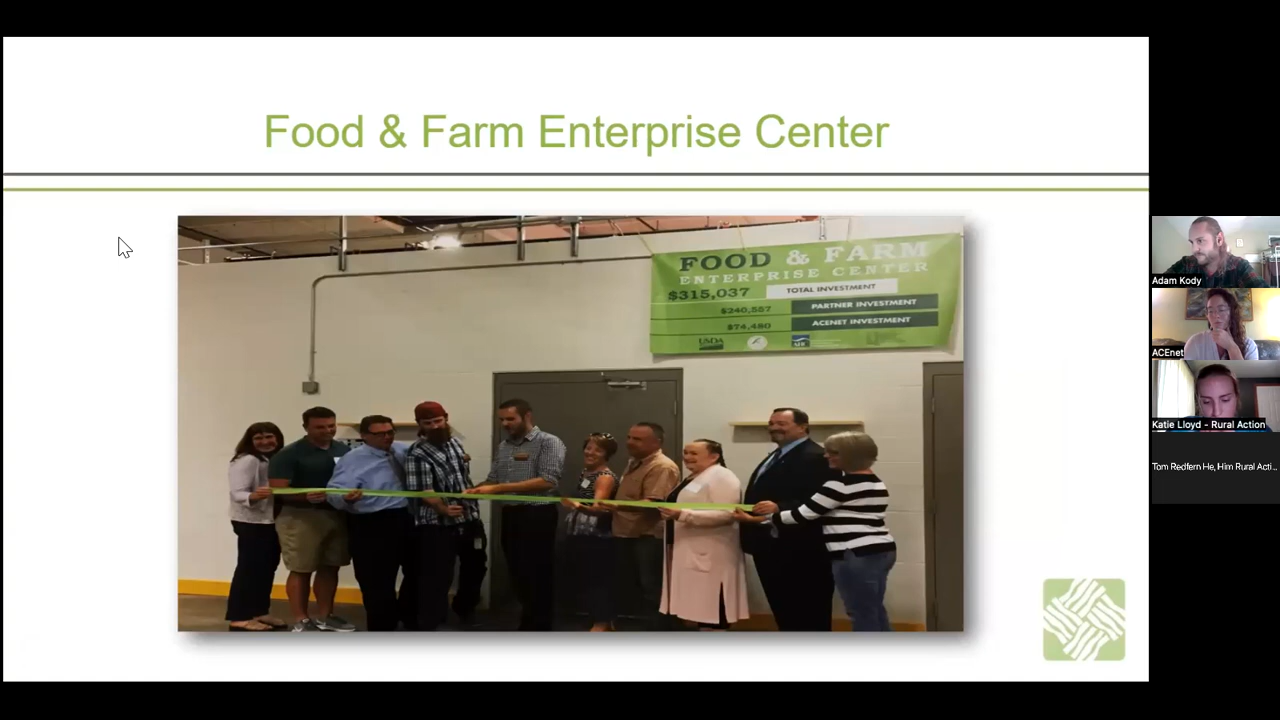 Food & Farm Enterprise Center
FOOD & FARM
ENTERPRISE CENTER
$315,037 TOTAL INVESTMENT
$240,557 PARTNER INVESTMENT
$74,480 ACENET INVESTMENT
USDA
Adam Kody
ACEnet
Katie Lloyd - Rural Action
Tom Redfern He, Him Rural Acti...